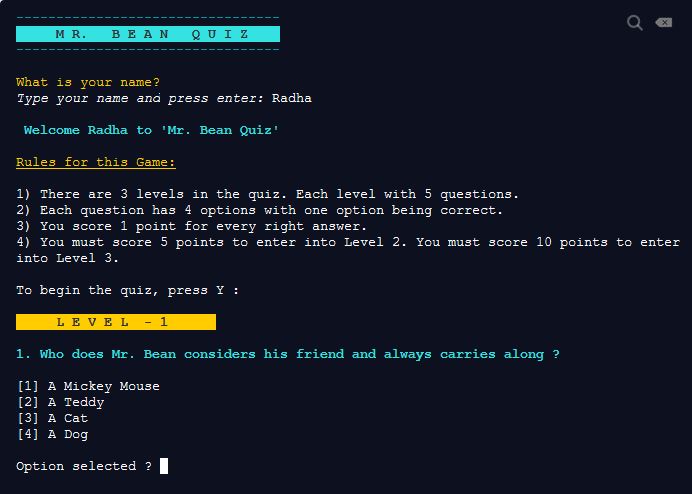 ---------------------------------
M R.   B E A N   Q U I Z
---------------------------------
What is your name?
Type your name and press enter: Radha
Welcome Radha to 'Mr. Bean Quiz'
Rules for this Game:
1) There are 3 levels in the quiz. Each level with 5 questions.
2) Each question has 4 options with one option being correct.
3) You score 1 point for every right answer.
4) You must score 5 points to enter into Level 2. You must score 10 points to enter
into Level 3.
To begin the quiz, press Y :
L E V E L  - 1
1. Who does Mr. Bean considers his friend and always carries along ?
[1] A Mickey Mouse
[2] A Teddy
[3] A Cat
[4] A Dog
Option selected ?